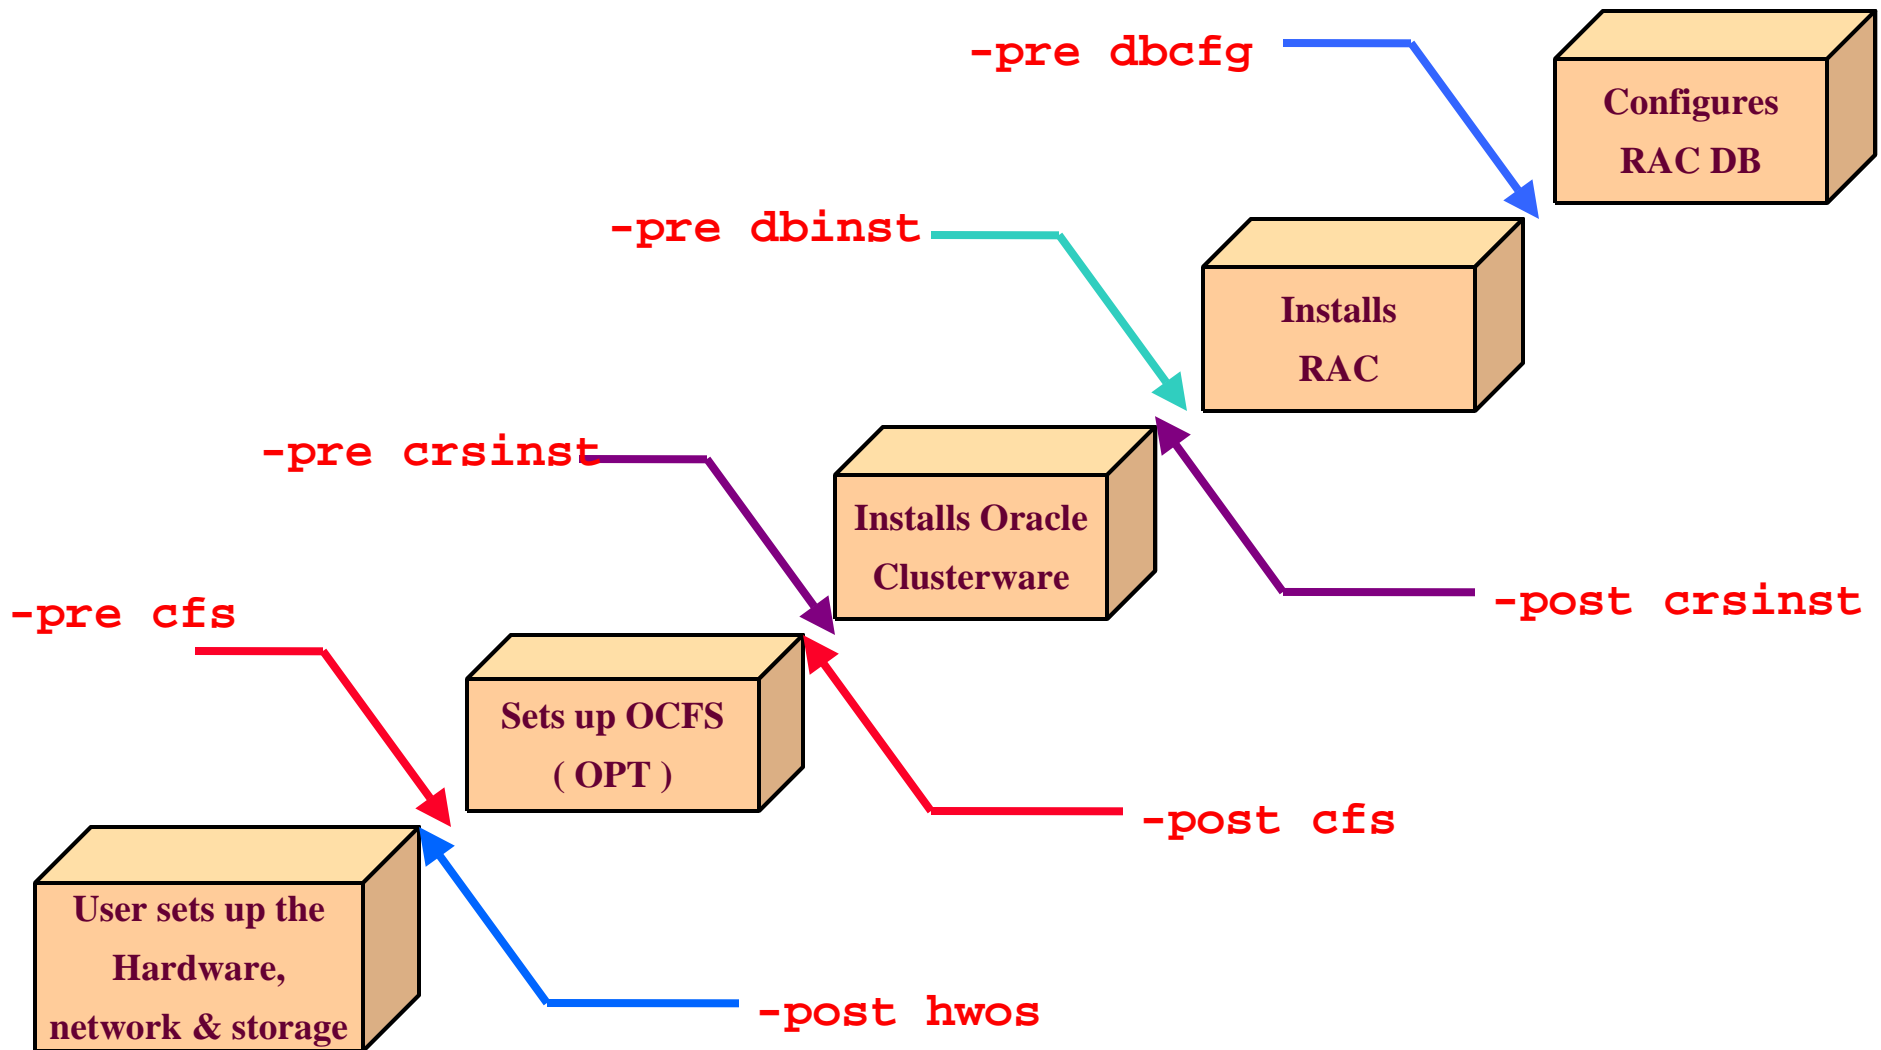 -pre dbcfg
Configures
RAC DB
-pre dbinst
Installs
RAC
-pre crsinst
Installs Oracle
Clusterware
-post crsinst
-pre cfs
Sets up OCFS
( OPT )
-post cfs
User sets up the
Hardware,
network & storage
-post hwos